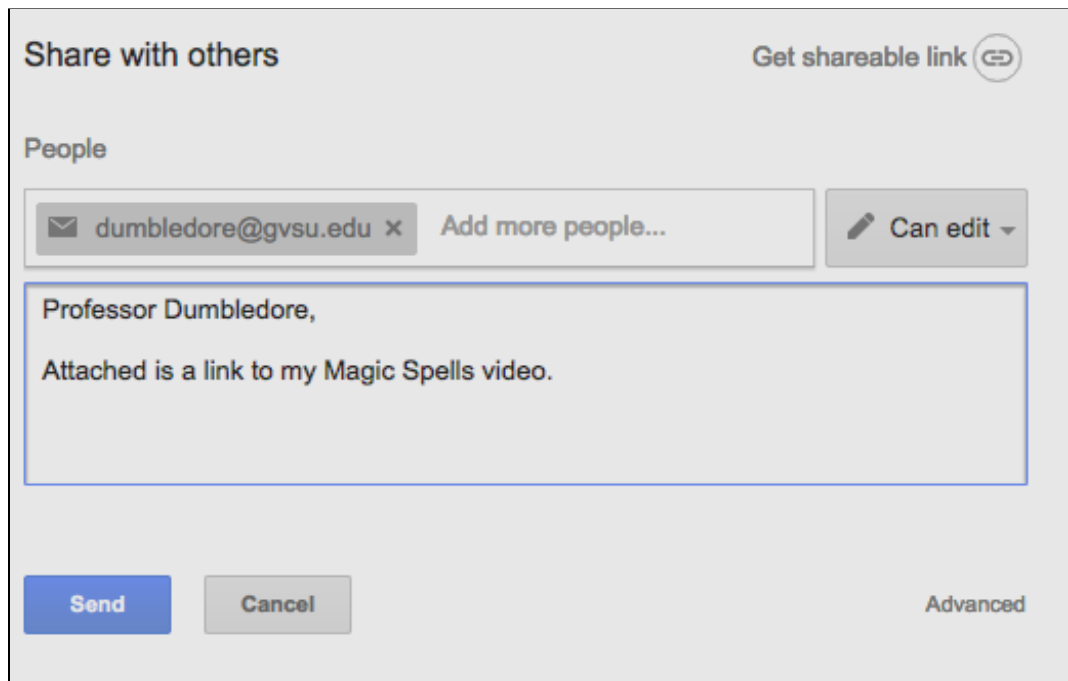 Share with others
Get shareable link
People
dumbledore@gvsu.edu × Add more people...
Can edit
Professor Dumbledore,
Attached is a link to my Magic Spells video.
Send
Cancel
Advanced